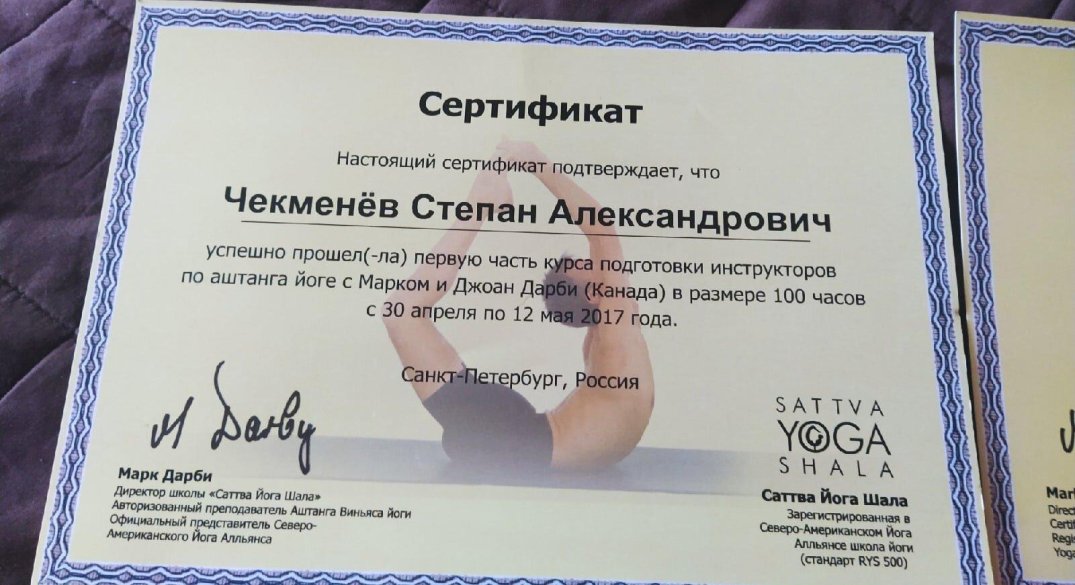 Сертификат
Настоящий сертификат подтверждает, что
Чекменёв Степан Александрович
успешно прошел(-ла) первую часть курса подготовки инструкторов
по аштанга йоге с Марком и Джоан Дарби (Канада) в размере 100 часов
с 30 апреля по 12 мая 2017 года.
Санкт-Петербург, Россия
M Darby
Марк Дарби
Директор школы «Саттва Йога Шала»
Авторизованный преподаватель Аштанга Виньяса йоги
Официальный представитель Северо-
Американского Йога Алльянса
SATTVA
YOGA
SHALA
Саттва Йога Шала
Зарегистрированная в
Северо-Американском Йога
Алльянсе школа йоги
(стандарт RYS 500)